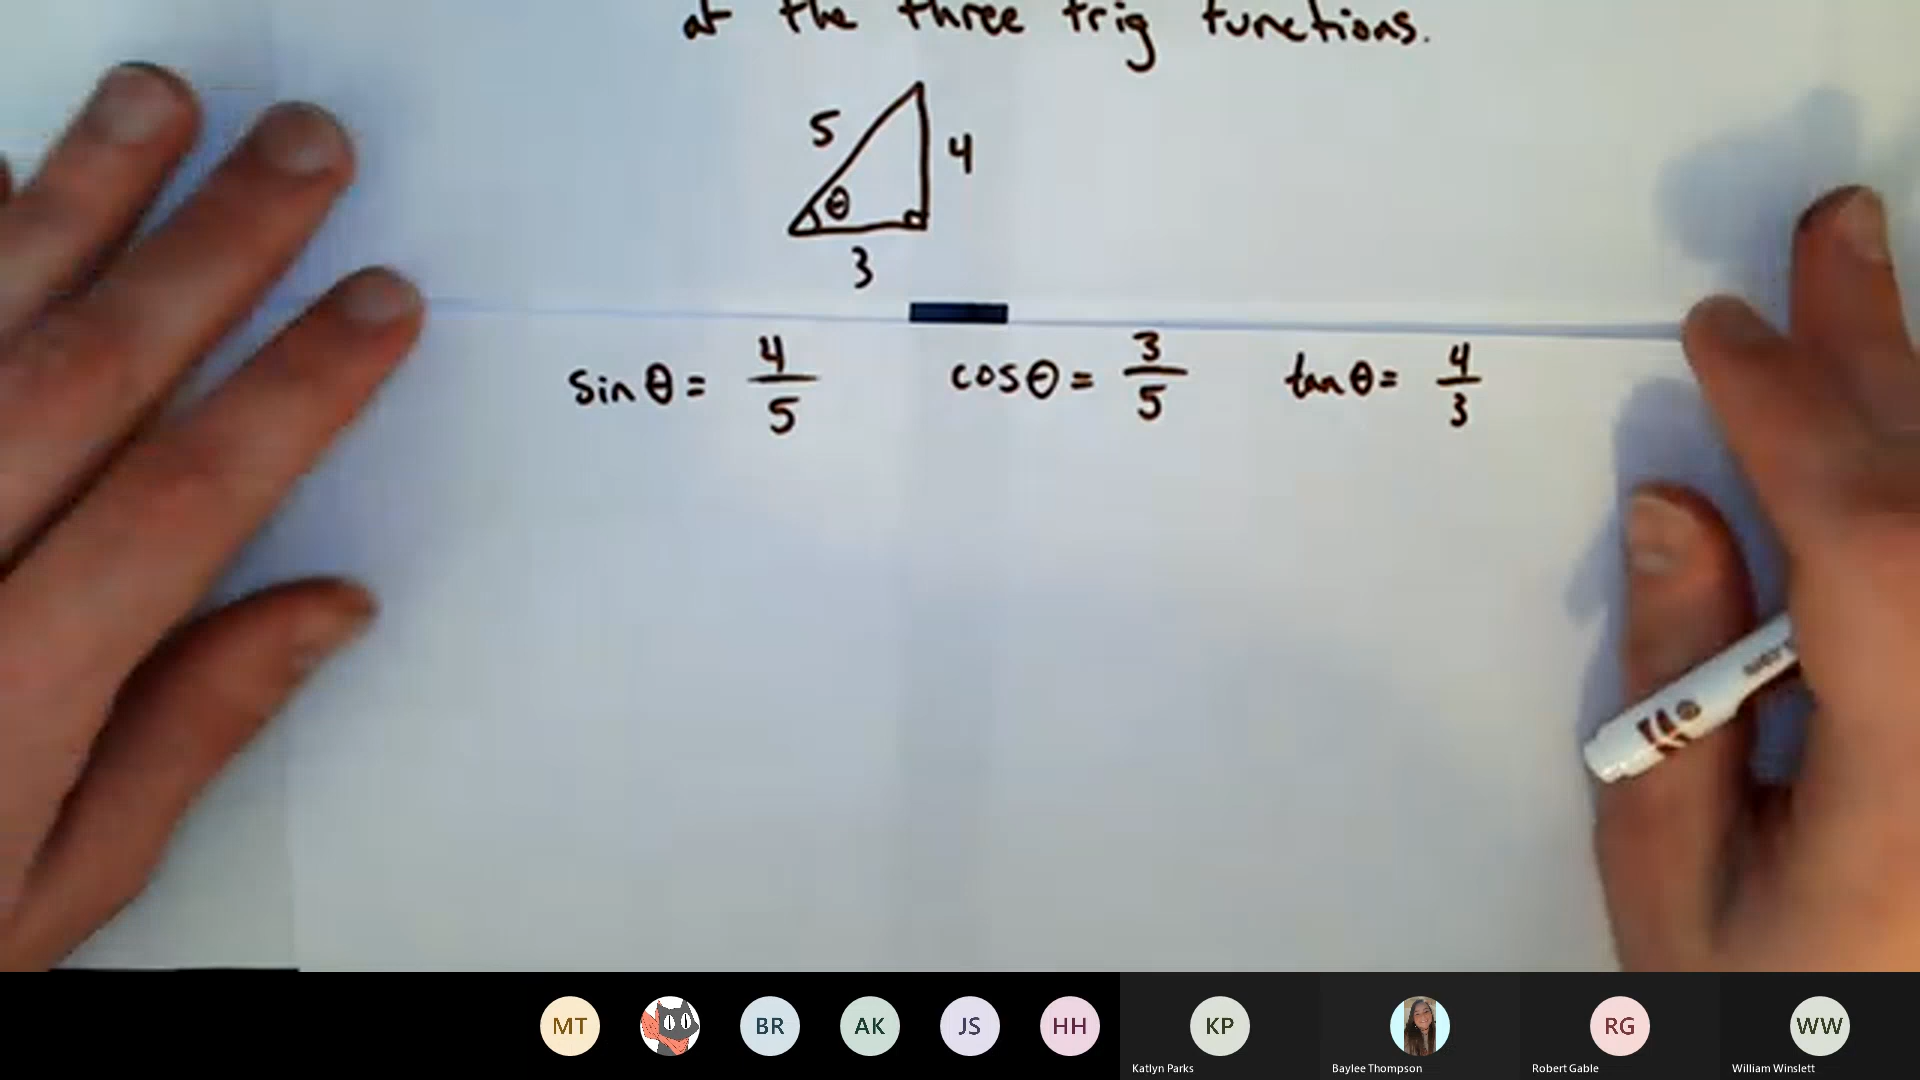 at the three trig functions.
5
4
θ
3
sin θ = 4/5 cos θ = 3/5 tan θ = 4/3
MT BR AK JS HH KP RG WW
Katlyn Parks Baylee Thompson Robert Gable William Winslett